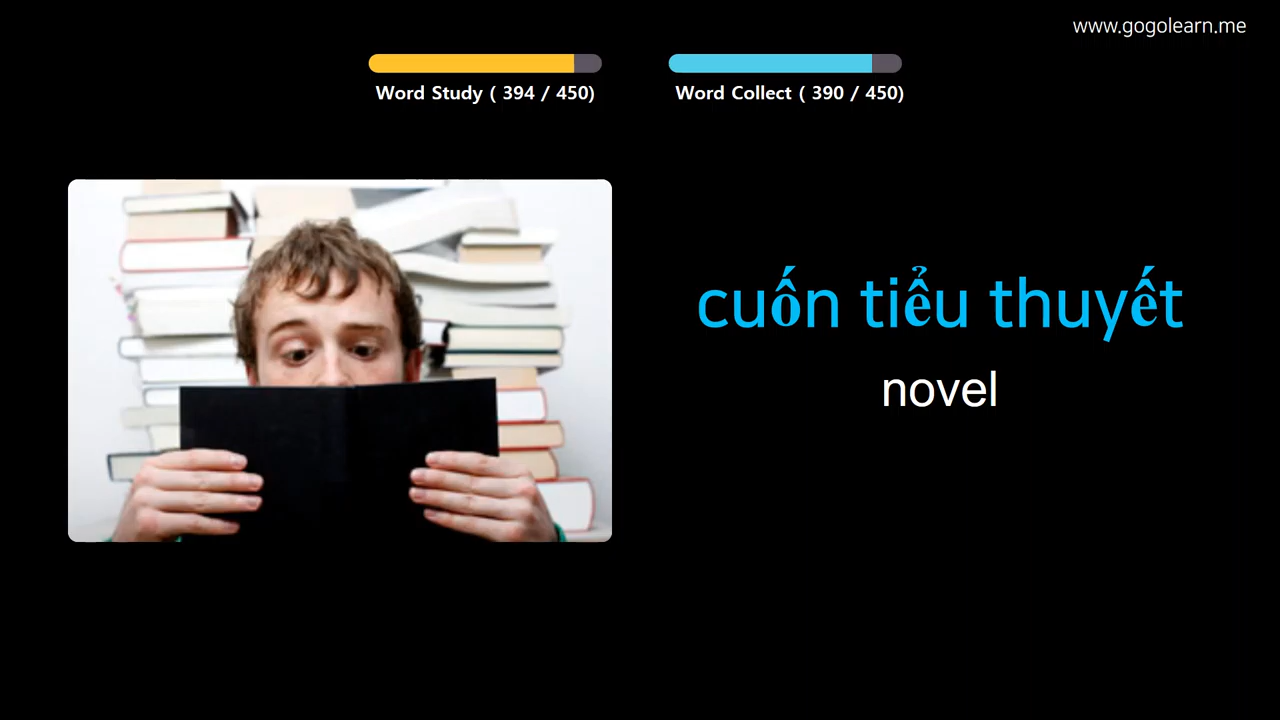 www.gogolearn.me
Word Study ( 394 / 450)
Word Collect ( 390 / 450)
cuốn tiểu thuyết
novel